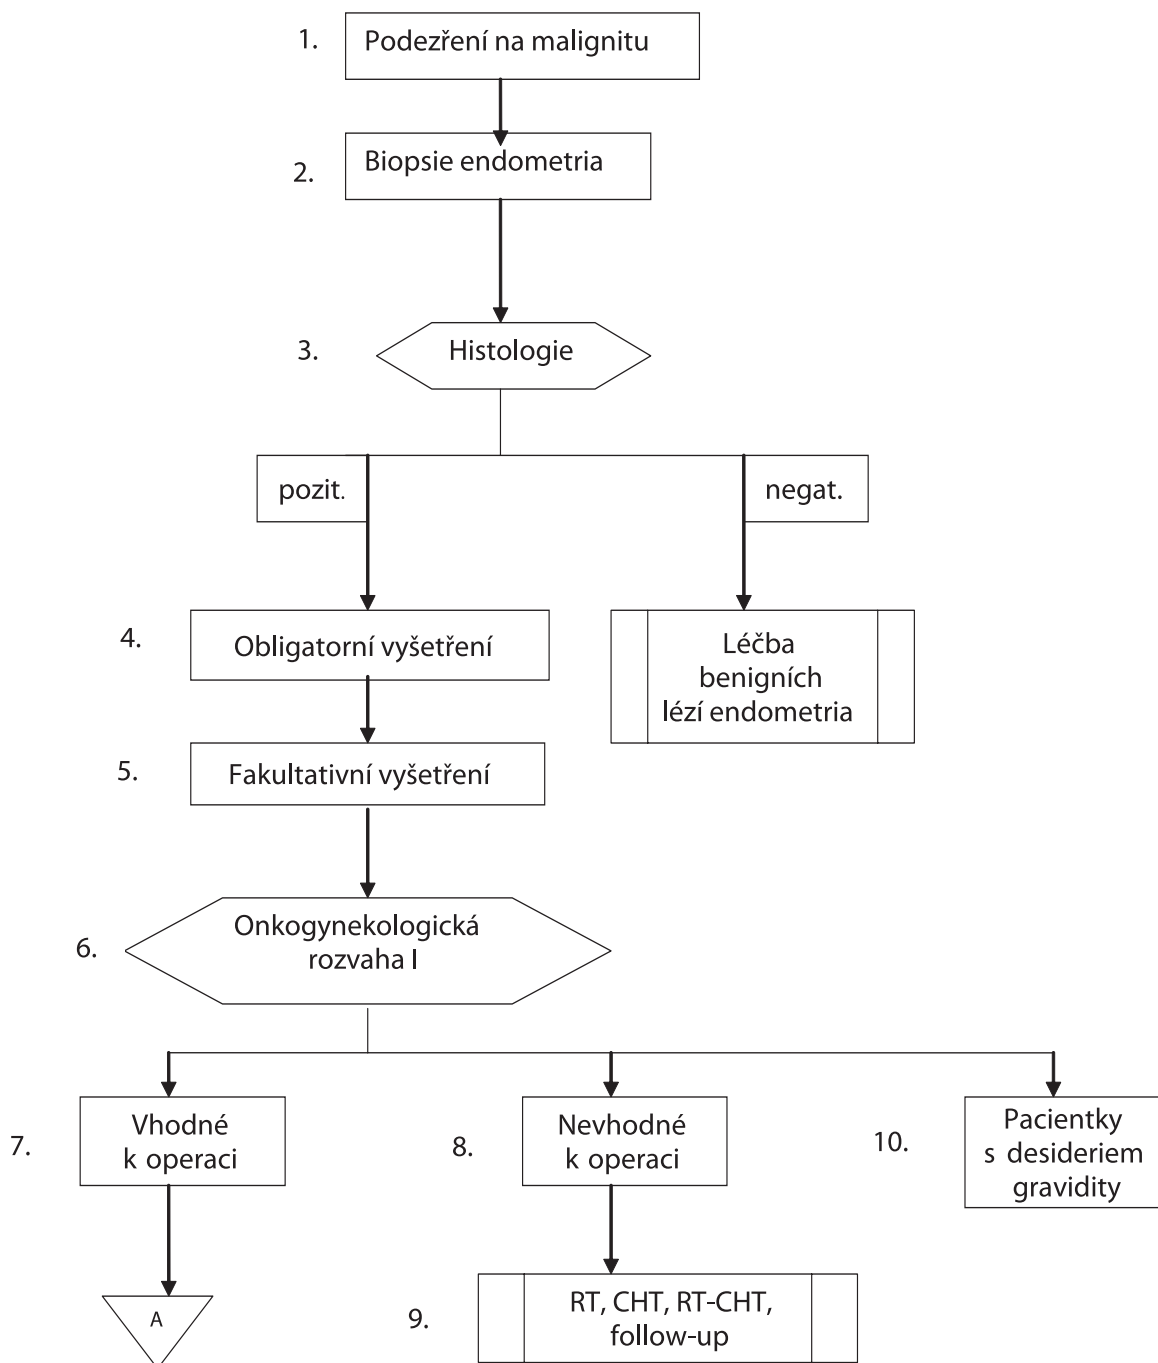 1.
Podezření na malignitu
2.
Biopsie endometria
3.
Histologie
pozit.
negat.
4.
Obligatorní vyšetření
Léčba
benigních
lézí endometria
5.
Fakultativní vyšetření
6.
Onkogynekologická
rozvaha I
7.
Vhodné
k operaci
8.
Nevhodné
k operaci
10.
Pacientky
s desideriem
gravidity
A
9.
RT, CHT, RT-CHT,
follow-up